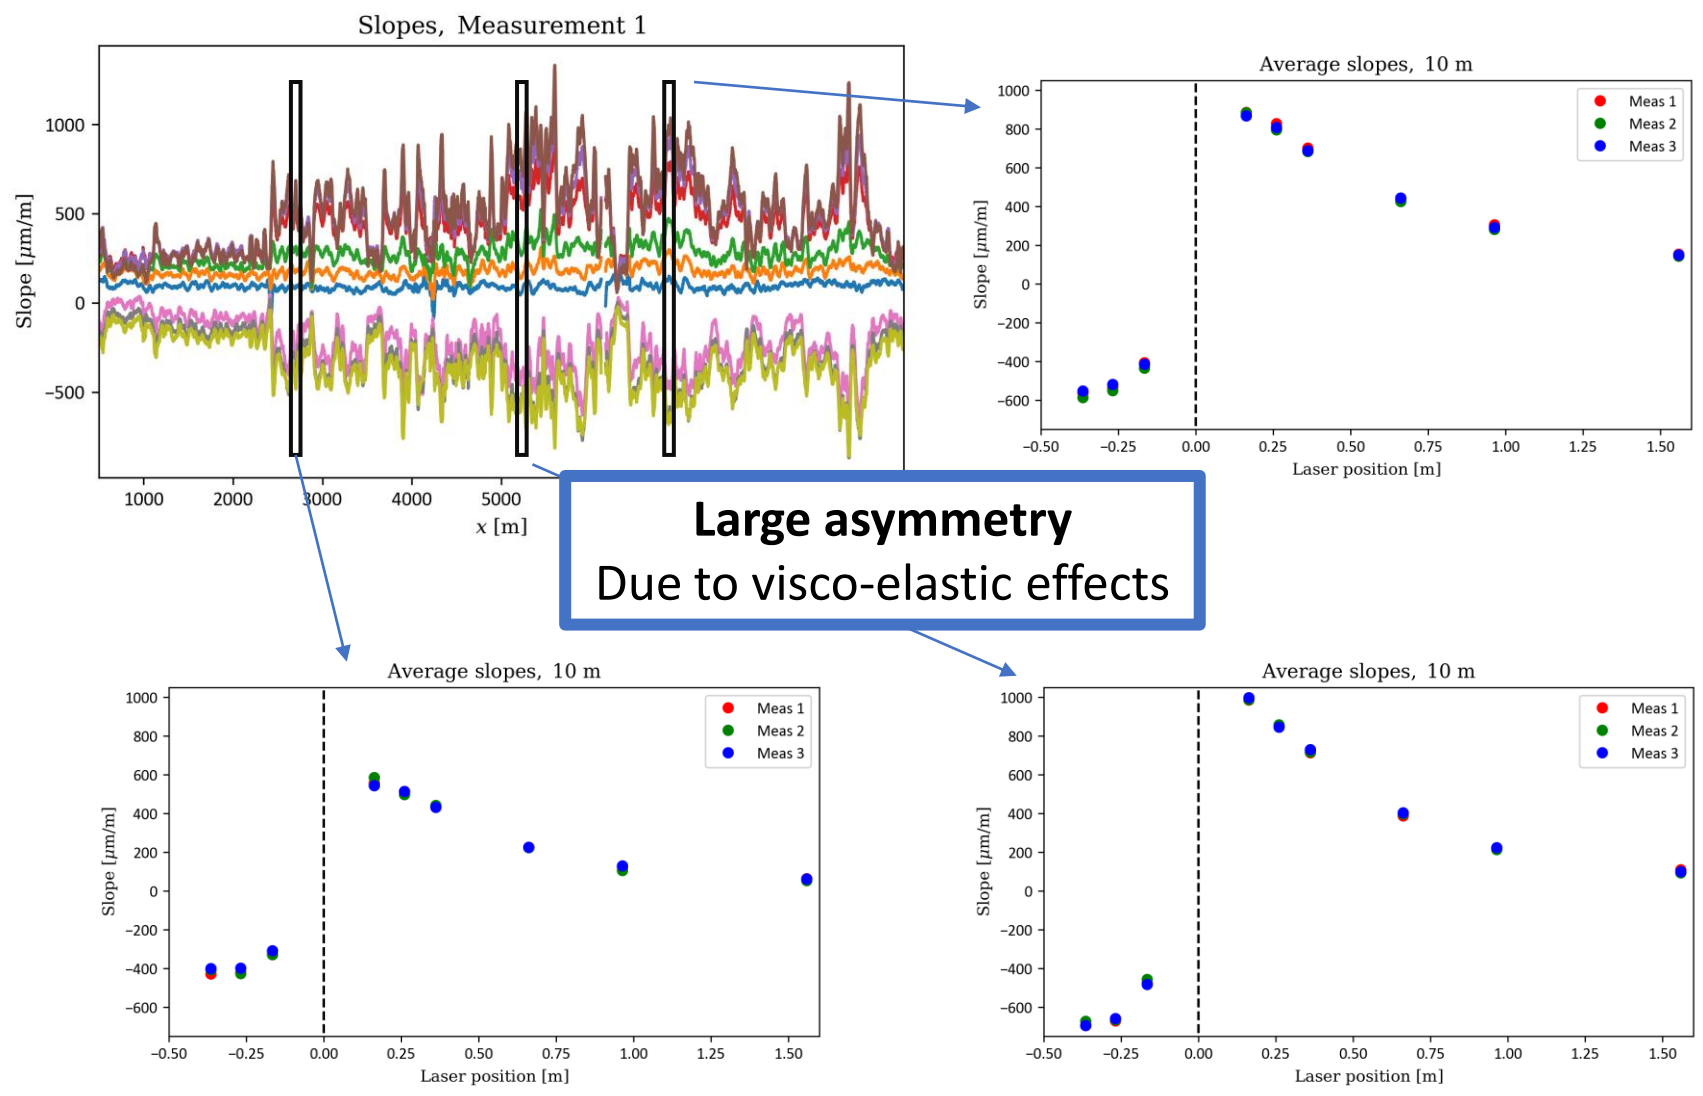 Slopes, Measurement 1
Slope [μm/m]
1000
500
0
−500
1000
2000
3000
4000
5000
x [m]
Average slopes, 10 m
Slope [μm/m]
1000
800
600
400
200
0
−200
−400
−600
Meas 1
Meas 2
Meas 3
−0.50
−0.25
0.00
0.25
0.50
0.75
1.00
1.25
1.50
Laser position [m]
Large asymmetry
Due to visco-elastic effects
Average slopes, 10 m
Slope [μm/m]
1000
800
600
400
200
0
−200
−400
−600
Meas 1
Meas 2
Meas 3
−0.50
−0.25
0.00
0.25
0.50
0.75
1.00
1.25
1.50
Laser position [m]
Average slopes, 10 m
Slope [μm/m]
1000
800
600
400
200
0
−200
−400
−600
Meas 1
Meas 2
Meas 3
−0.50
−0.25
0.00
0.25
0.50
0.75
1.00
1.25
1.50
Laser position [m]